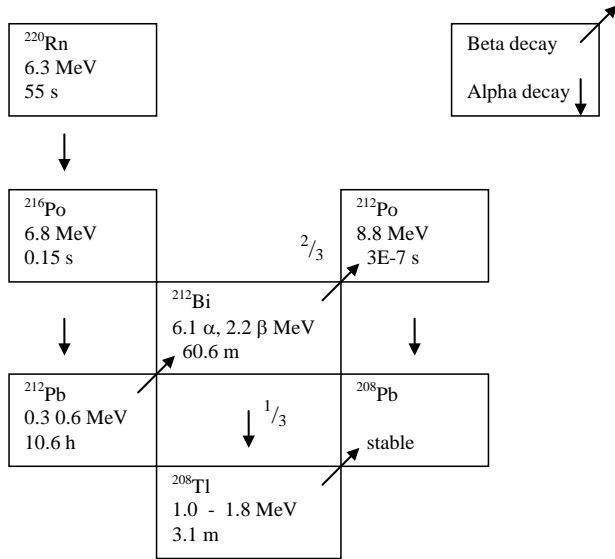 ²²⁰Rn
6.3 MeV
55 s
Beta decay
Alpha decay
²¹⁶Po
6.8 MeV
0.15 s
²/₃
²¹²Po
8.8 MeV
3E-7 s
²¹²Bi
6.1 α, 2.2 β MeV
60.6 m
²¹²Pb
0.3 0.6 MeV
10.6 h
¹/₃
²⁰⁸Pb
stable
²⁰⁸Tl
1.0 - 1.8 MeV
3.1 m